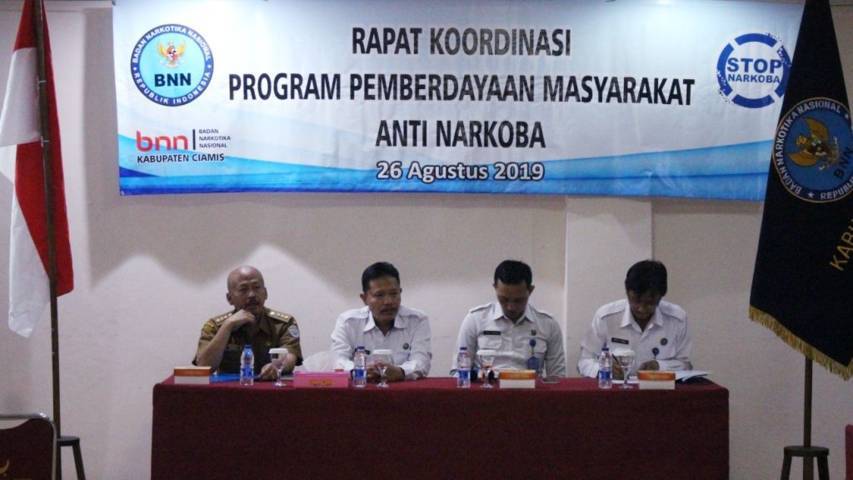 RAPAT KOORDINASI
PROGRAM PEMBERDAYAAN MASYARAKAT
ANTI NARKOBA
26 Agustus 2019
BADAN NARKOTIKA NASIONAL
BNN
REPUBLIK INDONESIA
bnn
BADAN
NARKOTIKA
NASIONAL
KABUPATEN CIAMIS
STOP
NARKOBA
BADAN NARKOTIKA NASIONAL
BNN